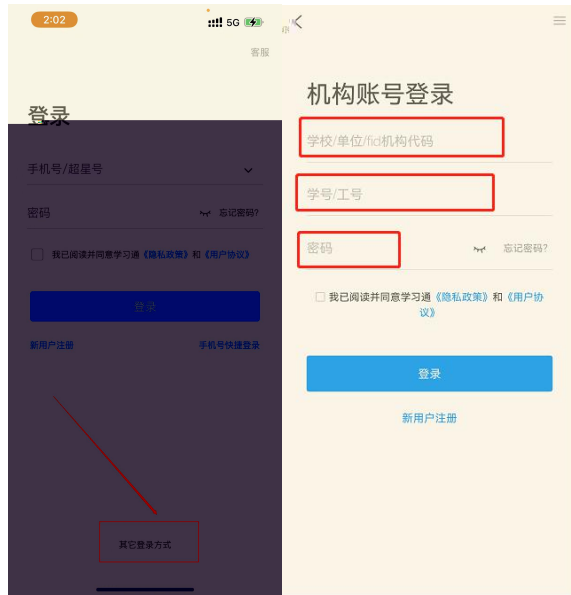 2:02
5G
客服
登录
手机号/超星号
密码
忘记密码?
我已阅读并同意学习通《隐私政策》和《用户协议》
登录
新用户注册
手机号快捷登录
其它登录方式
机构账号登录
学校/单位/fid机构代码
学号/工号
密码
忘记密码?
我已阅读并同意学习通《隐私政策》和《用户协
议》
登录
新用户注册